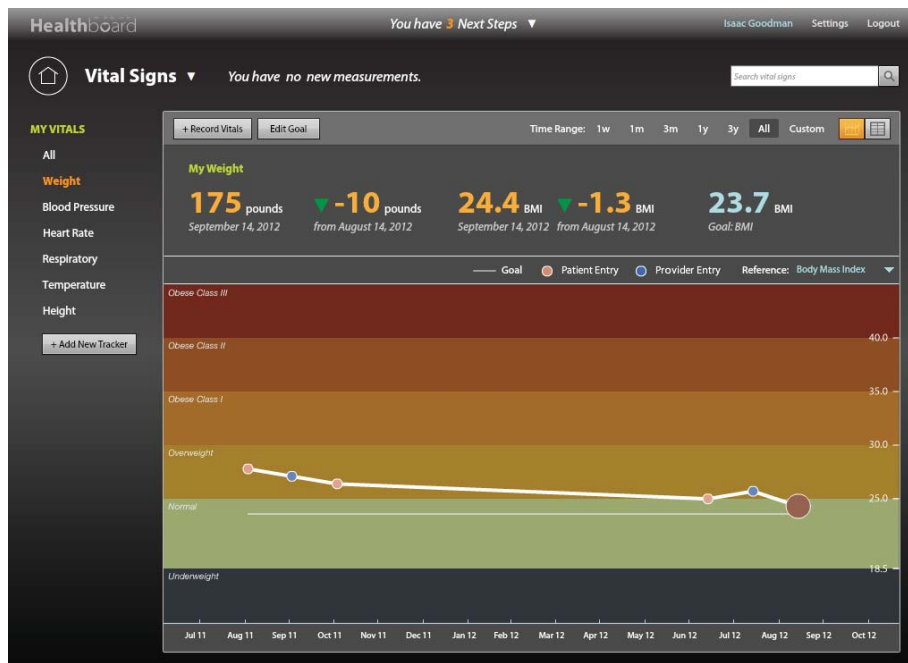 Healthboard
You have 3 Next Steps ▼
Isaac Goodman Settings Logout
Vital Signs ▼
You have no new measurements.
Search vital signs
MY VITALS
All
Weight
Blood Pressure
Heart Rate
Respiratory
Temperature
Height
+ Add New Tracker
+ Record Vitals Edit Goal
Time Range: 1w 1m 3m 1y 3y All Custom
My Weight
175 pounds ▼-10 pounds 24.4 BMI ▼-1.3 BMI 23.7 BMI
September 14, 2012 from August 14, 2012 September 14, 2012 from August 14, 2012 Goal: BMI
Goal Patient Entry Provider Entry Reference: Body Mass Index
Obese Class III
40.0
Obese Class II
35.0
Obese Class I
30.0
Overweight
25.0
Normal
18.5
Underweight
Jul 11 Aug 11 Sep 11 Oct 11 Nov 11 Dec 11 Jan 12 Feb 12 Mar 12 Apr 12 May 12 Jun 12 Jul 12 Aug 12 Sep 12 Oct 12